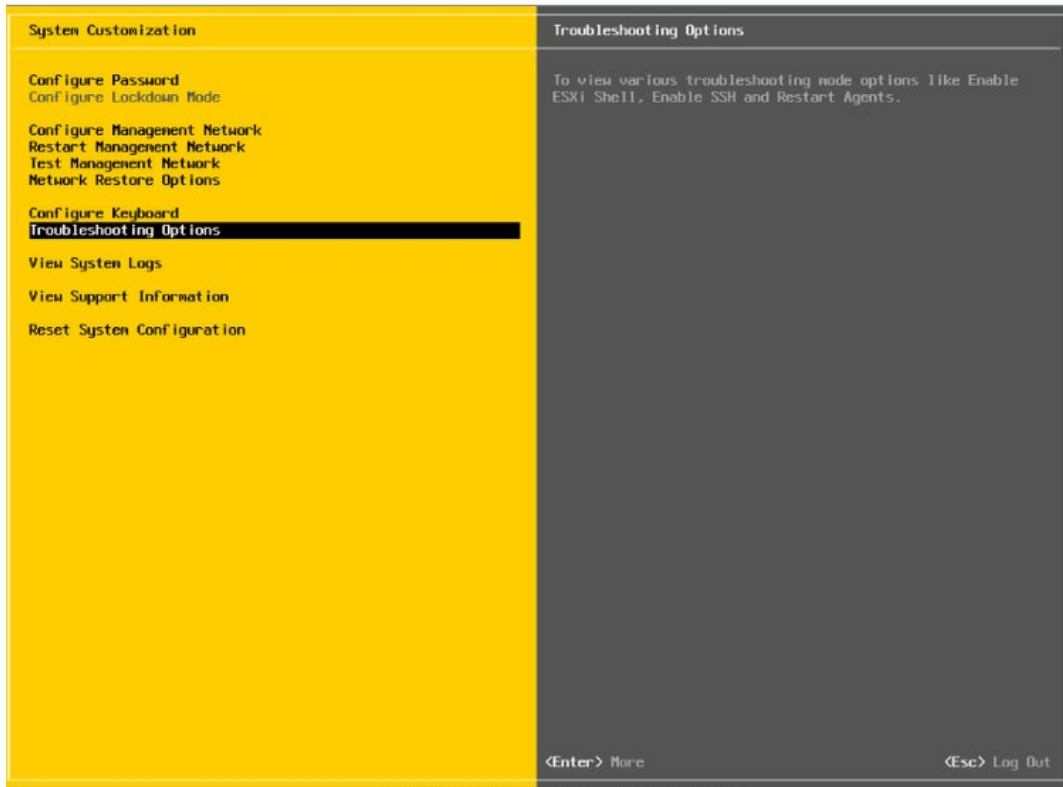 System Customization
Configure Password
Configure Lockdown Mode
Configure Management Network
Restart Management Network
Test Management Network
Network Restore Options
Configure Keyboard
Troubleshooting Options
View System Logs
View Support Information
Reset System Configuration
Troubleshooting Options
To view various troubleshooting mode options like Enable
ESXi Shell, Enable SSH and Restart Agents.
<Enter> More
<Esc> Log Out